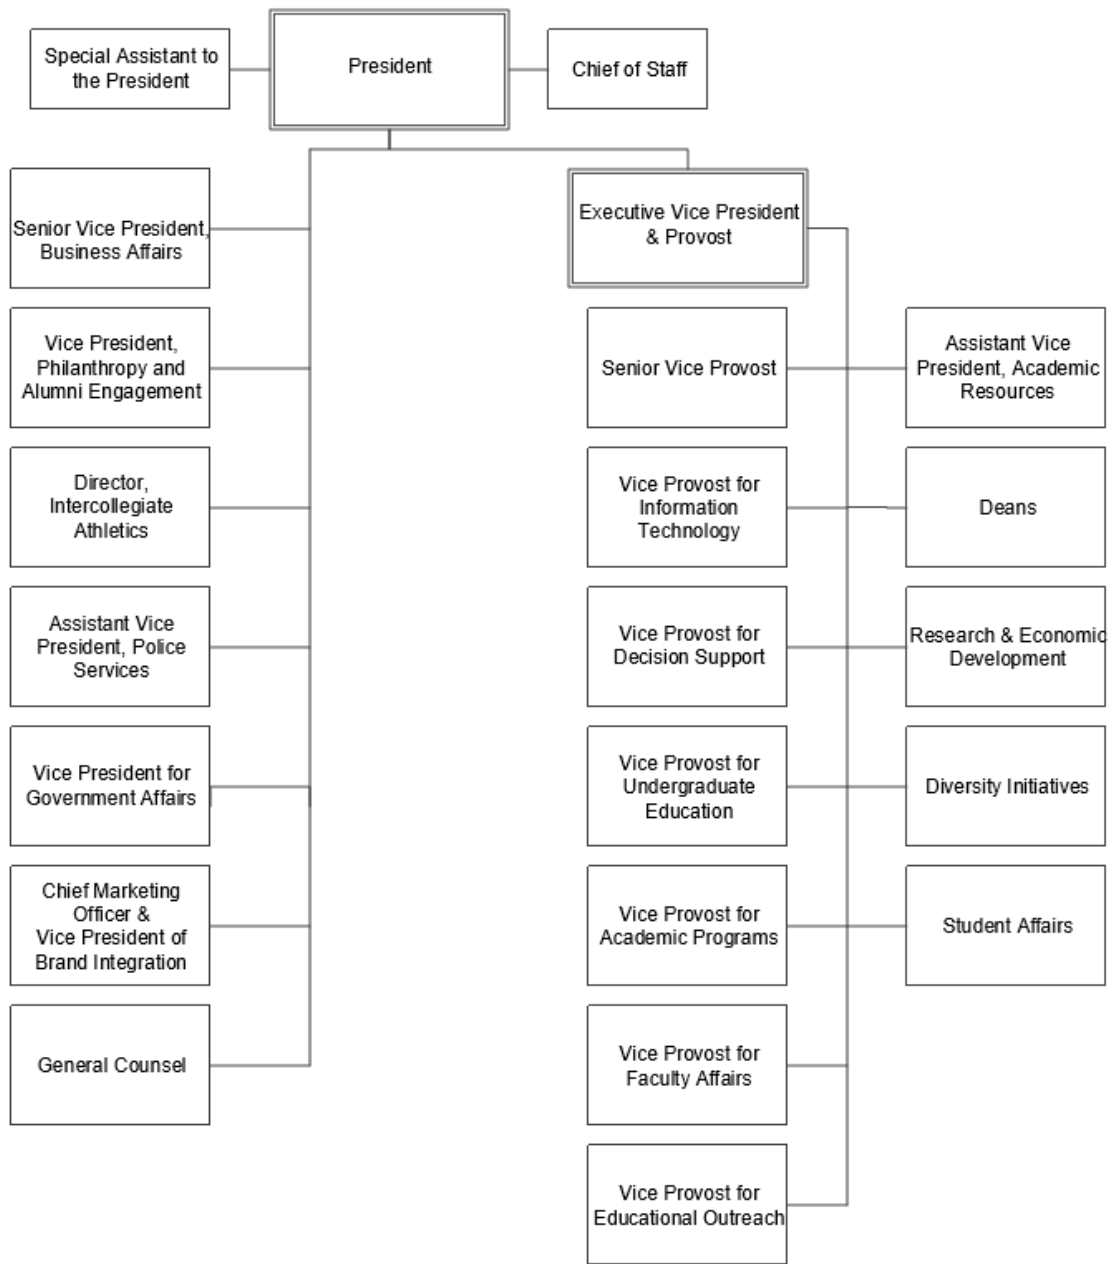 Special Assistant to
the President
President
Chief of Staff
Senior Vice President,
Business Affairs
Executive Vice President
& Provost
Vice President,
Philanthropy and
Alumni Engagement
Senior Vice Provost
Assistant Vice
President, Academic
Resources
Director,
Intercollegiate
Athletics
Vice Provost for
Information
Technology
Deans
Assistant Vice
President, Police
Services
Vice Provost for
Decision Support
Research & Economic
Development
Vice President for
Government Affairs
Vice Provost for
Undergraduate
Education
Diversity Initiatives
Chief Marketing
Officer &
Vice President of
Brand Integration
Vice Provost for
Academic Programs
Student Affairs
General Counsel
Vice Provost for
Faculty Affairs
Vice Provost for
Educational Outreach